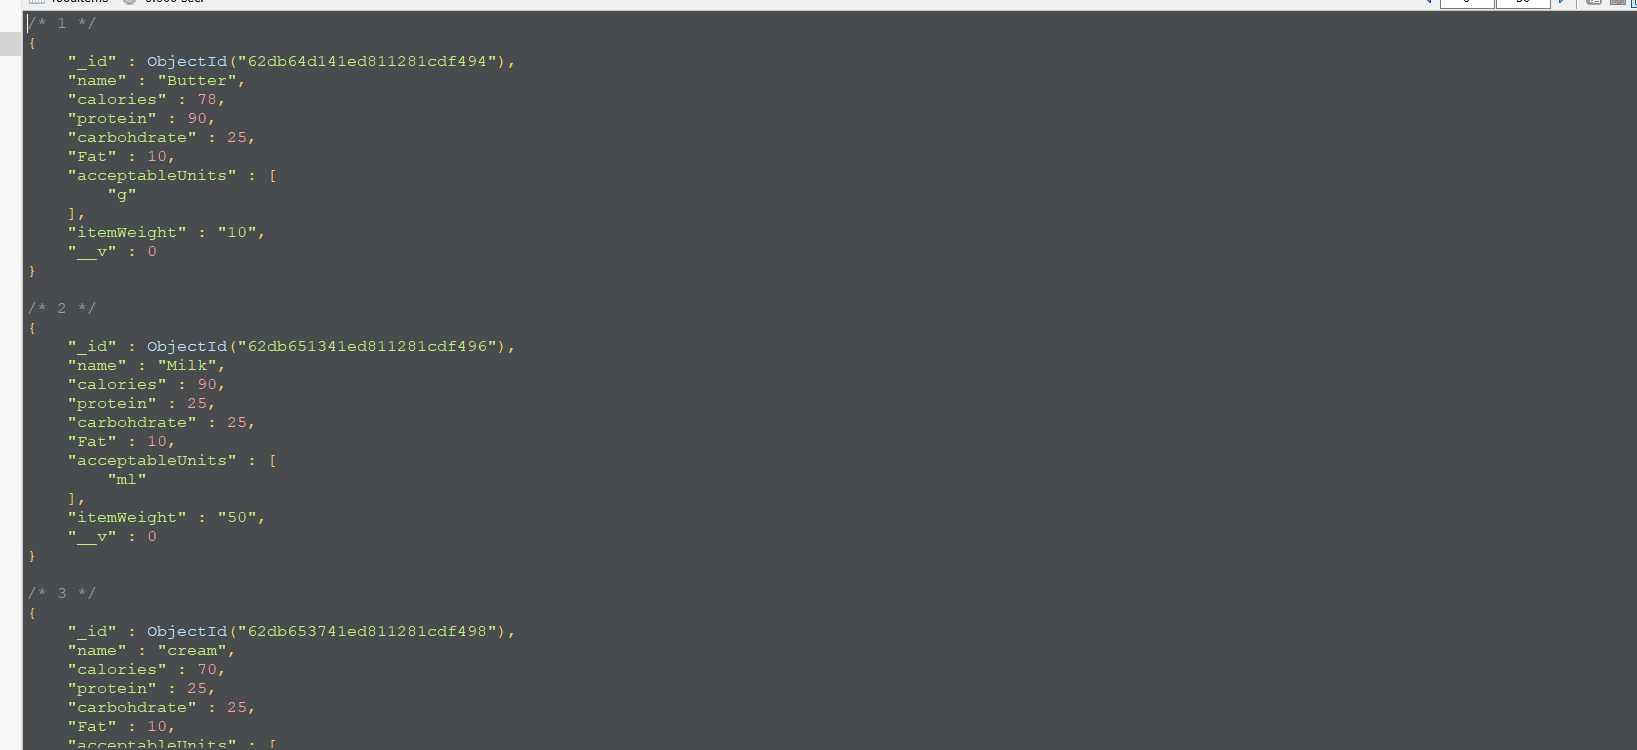 /* 1 */
{
    "_id" : ObjectId("62db64d141ed811281cdf494"),
    "name" : "Butter",
    "calories" : 78,
    "protein" : 90,
    "carbohdrate" : 25,
    "Fat" : 10,
    "acceptableUnits" : [
        "g"
    ],
    "itemWeight" : "10",
    "__v" : 0
}
/* 2 */
{
    "_id" : ObjectId("62db651341ed811281cdf496"),
    "name" : "Milk",
    "calories" : 90,
    "protein" : 25,
    "carbohdrate" : 25,
    "Fat" : 10,
    "acceptableUnits" : [
        "ml"
    ],
    "itemWeight" : "50",
    "__v" : 0
}
/* 3 */
{
    "_id" : ObjectId("62db653741ed811281cdf498"),
    "name" : "cream",
    "calories" : 70,
    "protein" : 25,
    "carbohdrate" : 25,
    "Fat" : 10,
    "acceptableUnits" : [